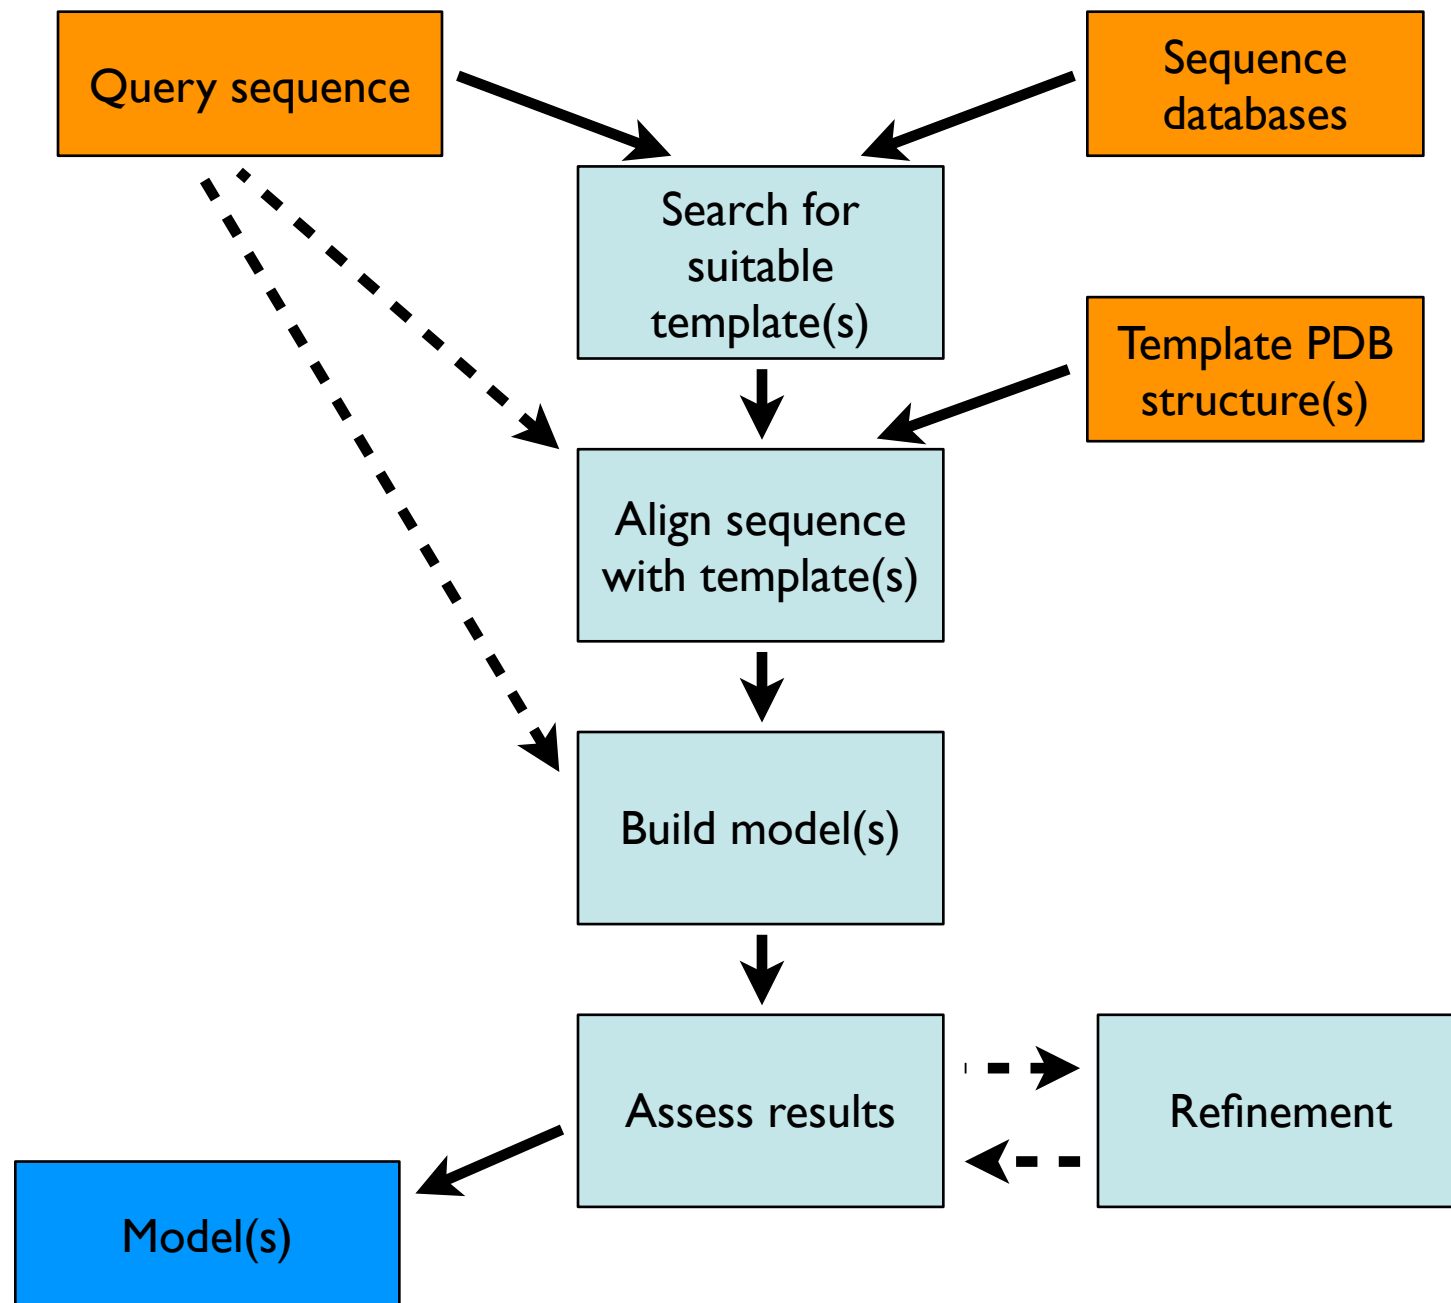 Query sequence
Sequence
databases
Search for
suitable
template(s)
Template PDB
structure(s)
Align sequence
with template(s)
Build model(s)
Assess results
Refinement
Model(s)